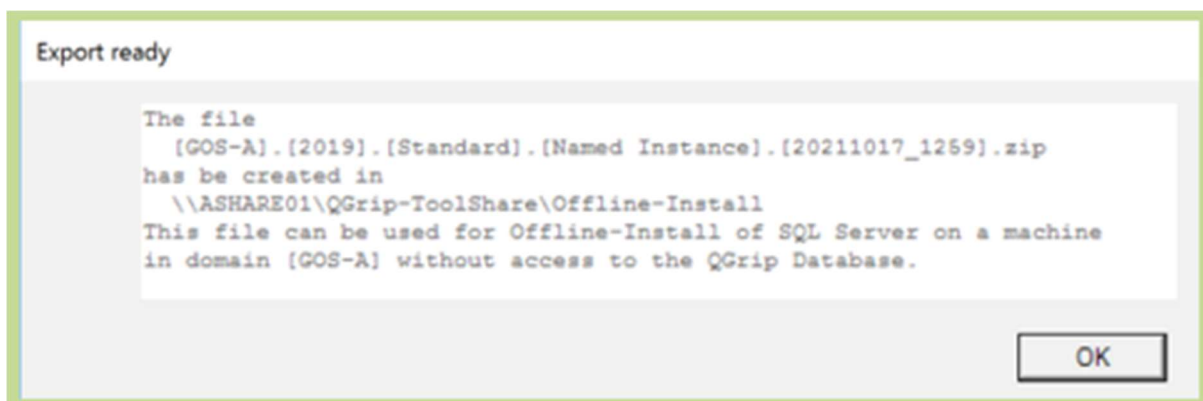 Export ready
The file
[GOS-A].[2019].[Standard].[Named Instance].[20211017_1259].zip
has be created in
\\ASHARE01\QGrip-ToolShare\Offline-Install
This file can be used for Offline-Install of SQL Server on a machine
in domain [GOS-A] without access to the QGrip Database.
OK